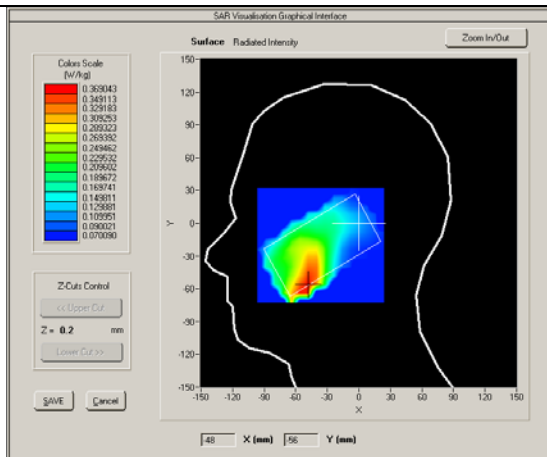 SAR Visualisation Graphical Interface
Surface Radiated Intensity
Zoom In/Out
Colors Scale
(W/kg)
0.369043
0.349113
0.329183
0.309253
0.289323
0.269392
0.249462
0.229532
0.209602
0.189672
0.169741
0.149811
0.129881
0.109951
0.090021
0.070090
Z-Cuts Control
<< Upper Cut
Z = 0.2 mm
Lower Cut >>
SAVE Cancel
150
120
90
60
30
0
-30
-60
-90
-120
-150
Y
-150 -120 -90 -60 -30 0 30 60 90 120 150
X
-48 X (mm) -56 Y (mm)